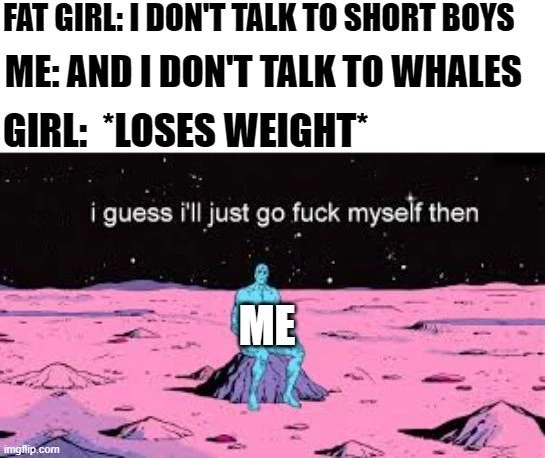 FAT GIRL: I DON'T TALK TO SHORT BOYS
ME: AND I DON'T TALK TO WHALES
GIRL: *LOSES WEIGHT*
i guess i'll just go fuck myself then
ME
imgflip.com